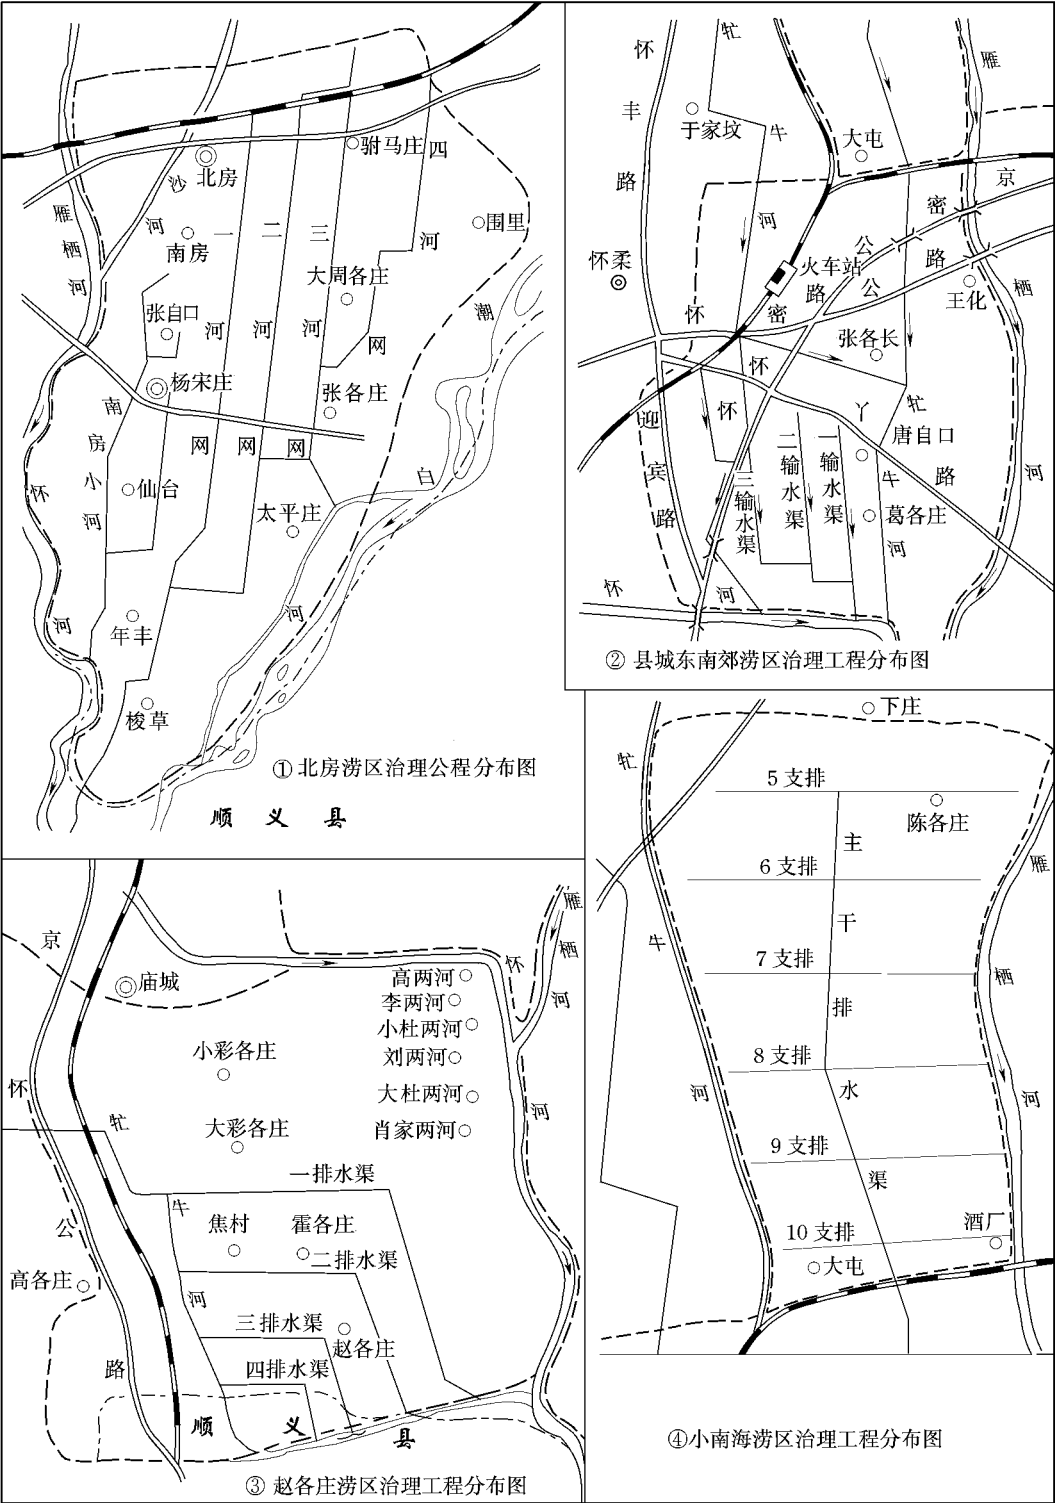 驸马庄
四
北房
沙
雁
栖
河
河
南房
一
二
三
河
围里
大周各庄
潮
张自口
河
河
河
网
杨宋庄
张各庄
南
房
小
河
网
网
网
白
怀
仙台
太平庄
河
河
年丰
梭草
①北房涝区治理公程分布图
顺义县
怀
丰
路
牤
牛
河
于家坟
大屯
雁
京
密
公
路
火车站
路
公
怀柔
怀
密
王化
栖
张各长
怀
怀
丫
牤
迎
宾
路
二输水渠
一输水渠
三输水渠
唐自口
路
牛
河
葛各庄
河
怀
河
②县城东南郊涝区治理工程分布图
京
庙城
雁
栖
河
怀
高两河
李两河
小杜两河
刘两河
大杜两河
肖家两河
小彩各庄
怀
牤
大彩各庄
河
一排水渠
牛
公
焦村
霍各庄
二排水渠
高各庄
河
三排水渠
赵各庄
路
四排水渠
顺义县
③赵各庄涝区治理工程分布图
下庄
牤
5支排
陈各庄
主
6支排
雁
干
牛
7支排
栖
排
8支排
河
水
河
9支排
渠
10支排
酒厂
大屯
④小南海涝区治理工程分布图